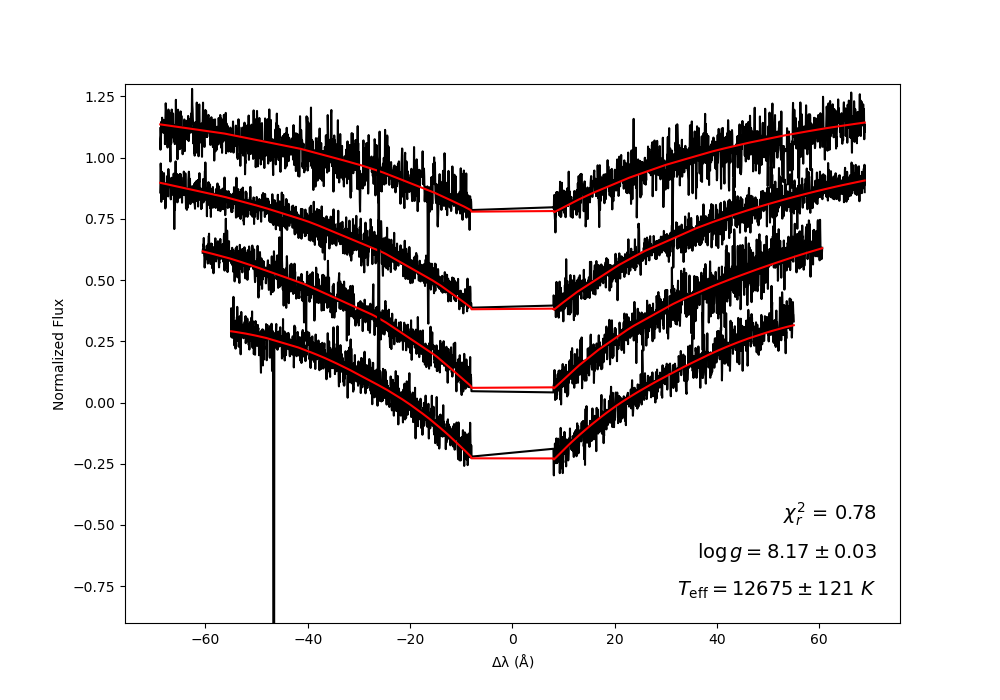 1.25
1.00
0.75
0.50
0.25
0.00
−0.25
−0.50
−0.75
Normalized Flux
χ²ᵣ = 0.78
log g = 8.17 ± 0.03
T_eff = 12675 ± 121 K
−60 −40 −20 0 20 40 60
Δλ (Å)